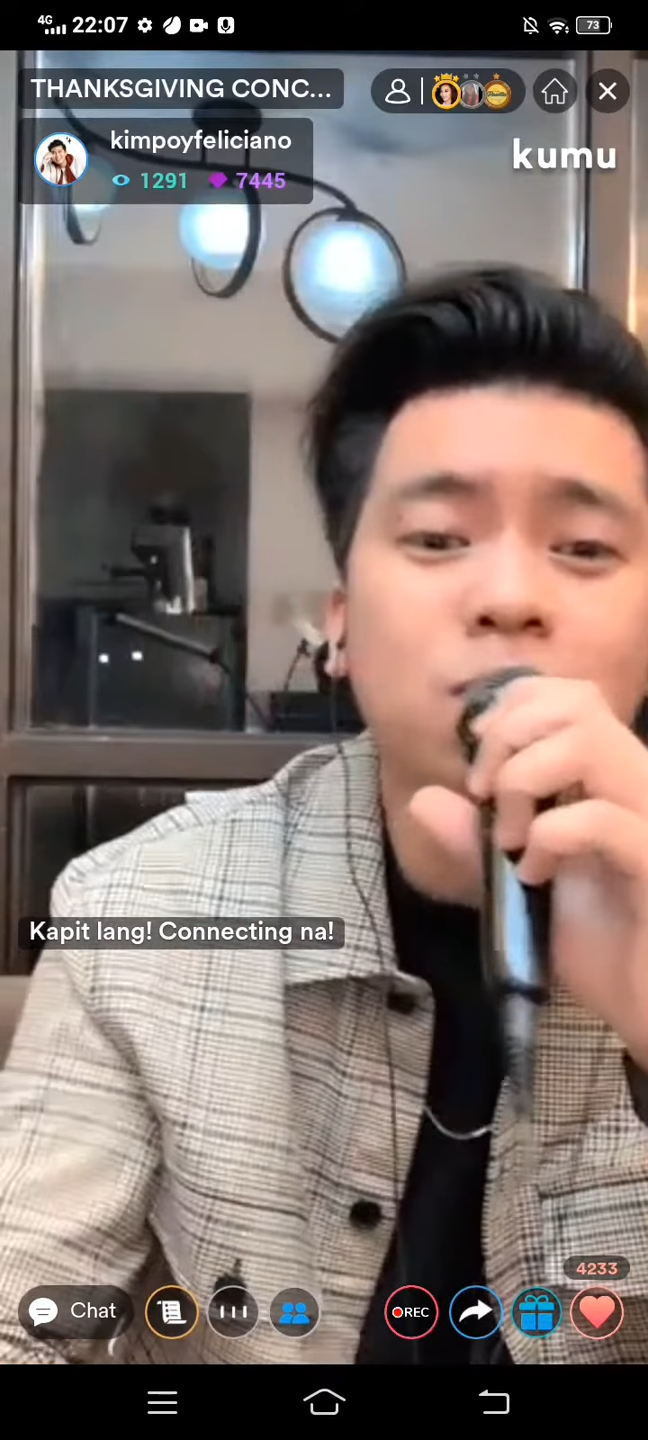 4G 22:07 73
THANKSGIVING CONC...
kimpoyfeliciano
1291 7445
kumu
Kapit lang! Connecting na!
4233
Chat
REC